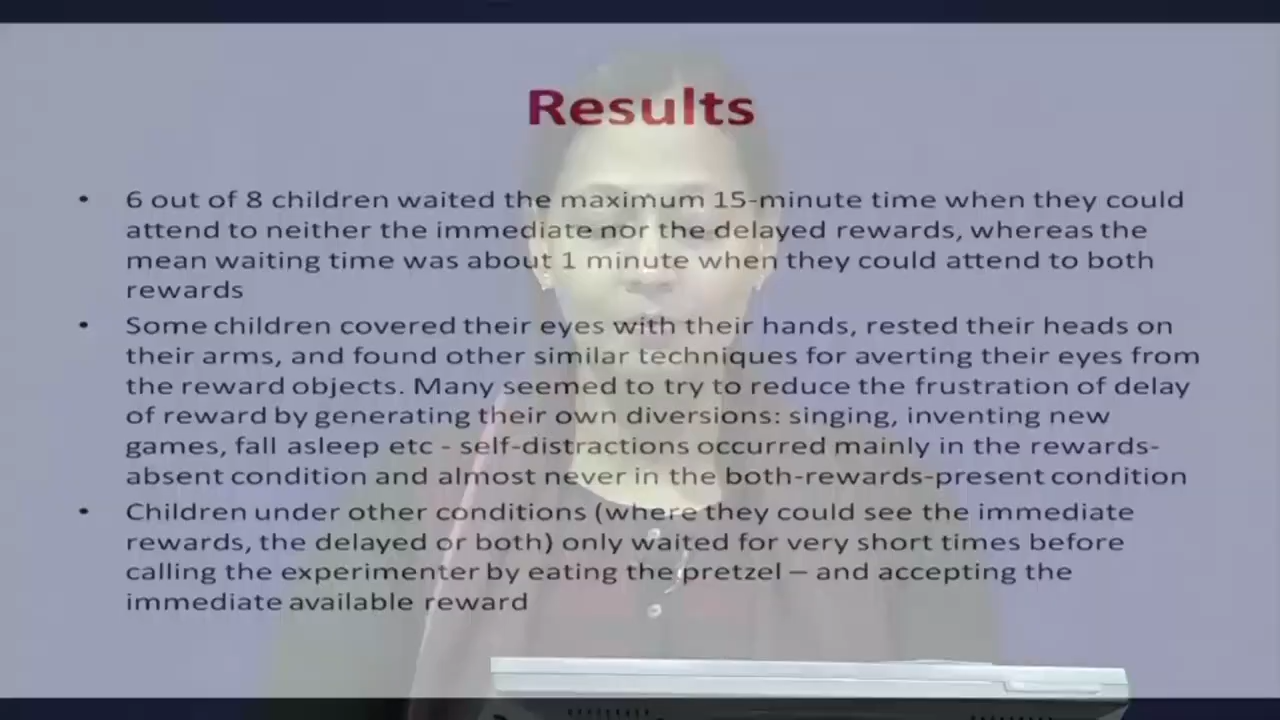 Results
• 6 out of 8 children waited the maximum 15-minute time when they could
attend to neither the immediate nor the delayed rewards, whereas the
mean waiting time was about 1 minute when they could attend to both
rewards
• Some children covered their eyes with their hands, rested their heads on
their arms, and found other similar techniques for averting their eyes from
the reward objects. Many seemed to try to reduce the frustration of delay
of reward by generating their own diversions: singing, inventing new
games, fall asleep etc - self-distractions occurred mainly in the rewards-
absent condition and almost never in the both-rewards-present condition
• Children under other conditions (where they could see the immediate
rewards, the delayed or both) only waited for very short times before
calling the experimenter by eating the pretzel – and accepting the
immediate available reward